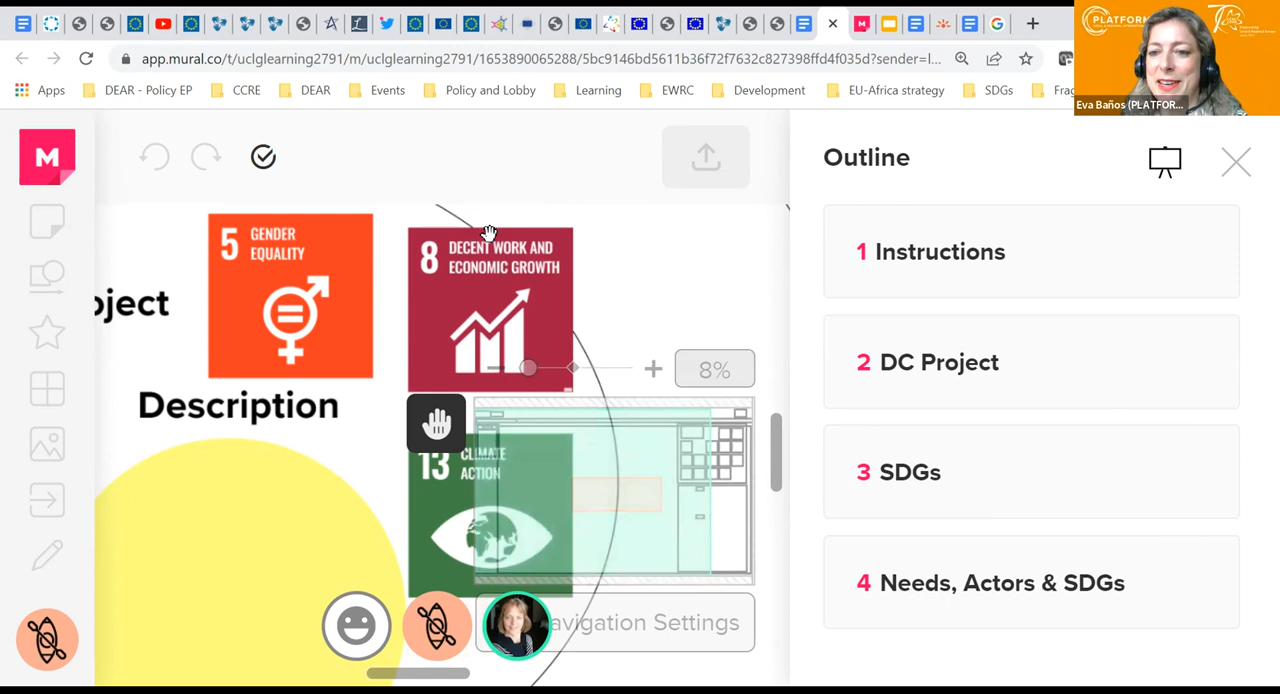 app.mural.co/t/uclglearning2791/m/uclglearning2791/1653890065288/5bc9146bd5611b36f72f7632c827398ffd4f035d?sender=l...
Apps
DEAR - Policy EP
CCRE
DEAR
Events
Policy and Lobby
Learning
EWRC
Development
EU-Africa strategy
SDGs
Frag
PLATFOR
Eva Baños (PLATFOR...
M
Outline
5 GENDER
EQUALITY
8 DECENT WORK AND
ECONOMIC GROWTH
oject
Description
13 CLIMATE
ACTION
8%
avigation Settings
1 Instructions
2 DC Project
3 SDGs
4 Needs, Actors & SDGs